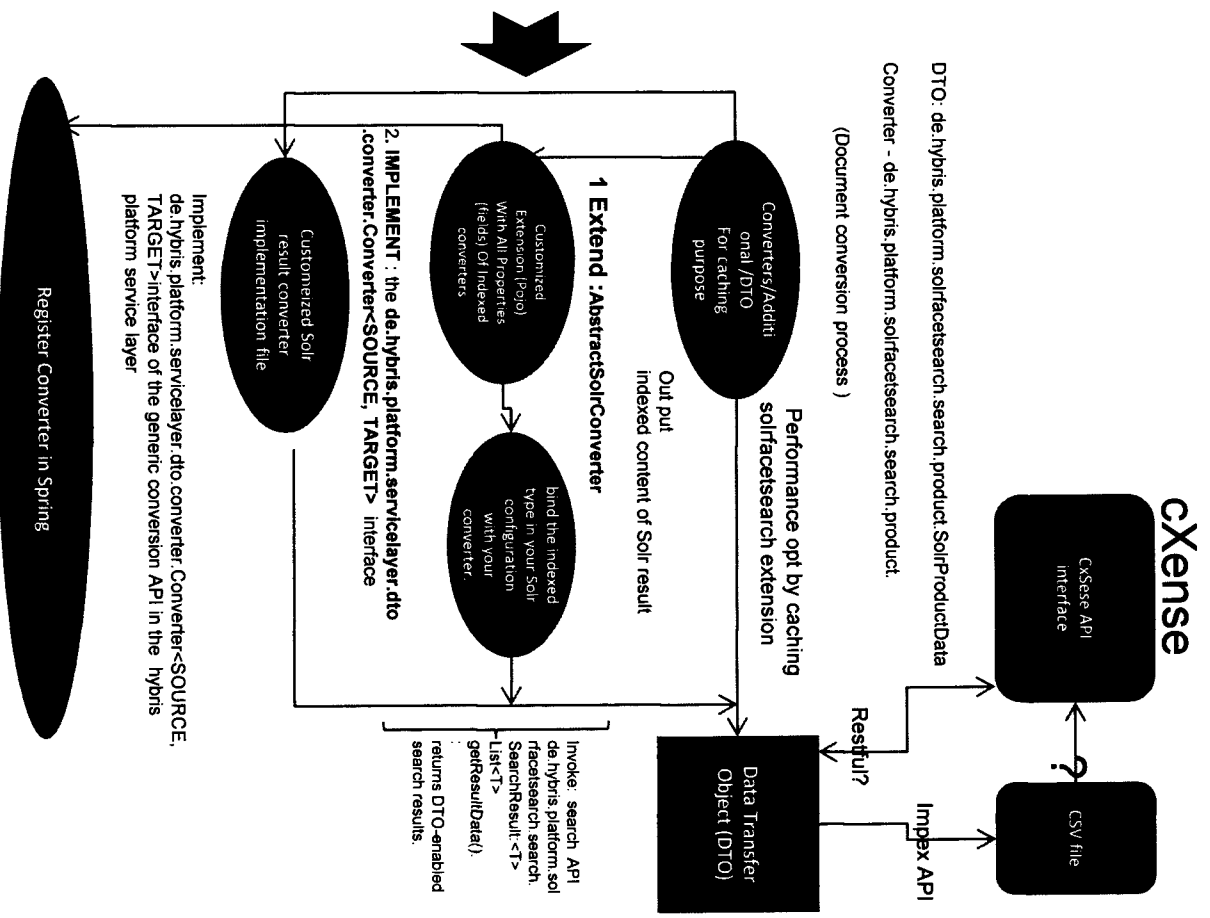 cXense
CxSese API
interface
?
CSV file
DTO: de.hybris.platform.solrfacetsearch.search.product.SolrProductData
Converter - de.hybris.platform.solrfacetsearch.search.product.
(Document conversion process )
Restful?
Impex API
Converters/Additi
onal /DTO
For caching
purpose
Performance opt by caching
solrfacetsearch extension
Data Transfer
Object (DTO)
Out put
indexed content of Solr result
1 Extend :AbstractSolrConverter
Customized
Extension (Pojo)
With All Properties
(fields) Of Indexed
converters
bind the indexed
type in your Solr
configuration
with your
converter.
Invoke: search API
de.hybris.platform.sol
rfacetsearch.search.
SearchResult:<T>
List<T>
getResultData().
:
returns DTO-enabled
search results.
2. IMPLEMENT : the de.hybris.platform.servicelayer.dto
.converter.Converter<SOURCE, TARGET> interface
Customeized Solr
result converter
implementation file
Implement:
de.hybris.platform.servicelayer.dto.converter.Converter<SOURCE,
TARGET>interface of the generic conversion API in the hybris
platform service layer
Register Converter in Spring